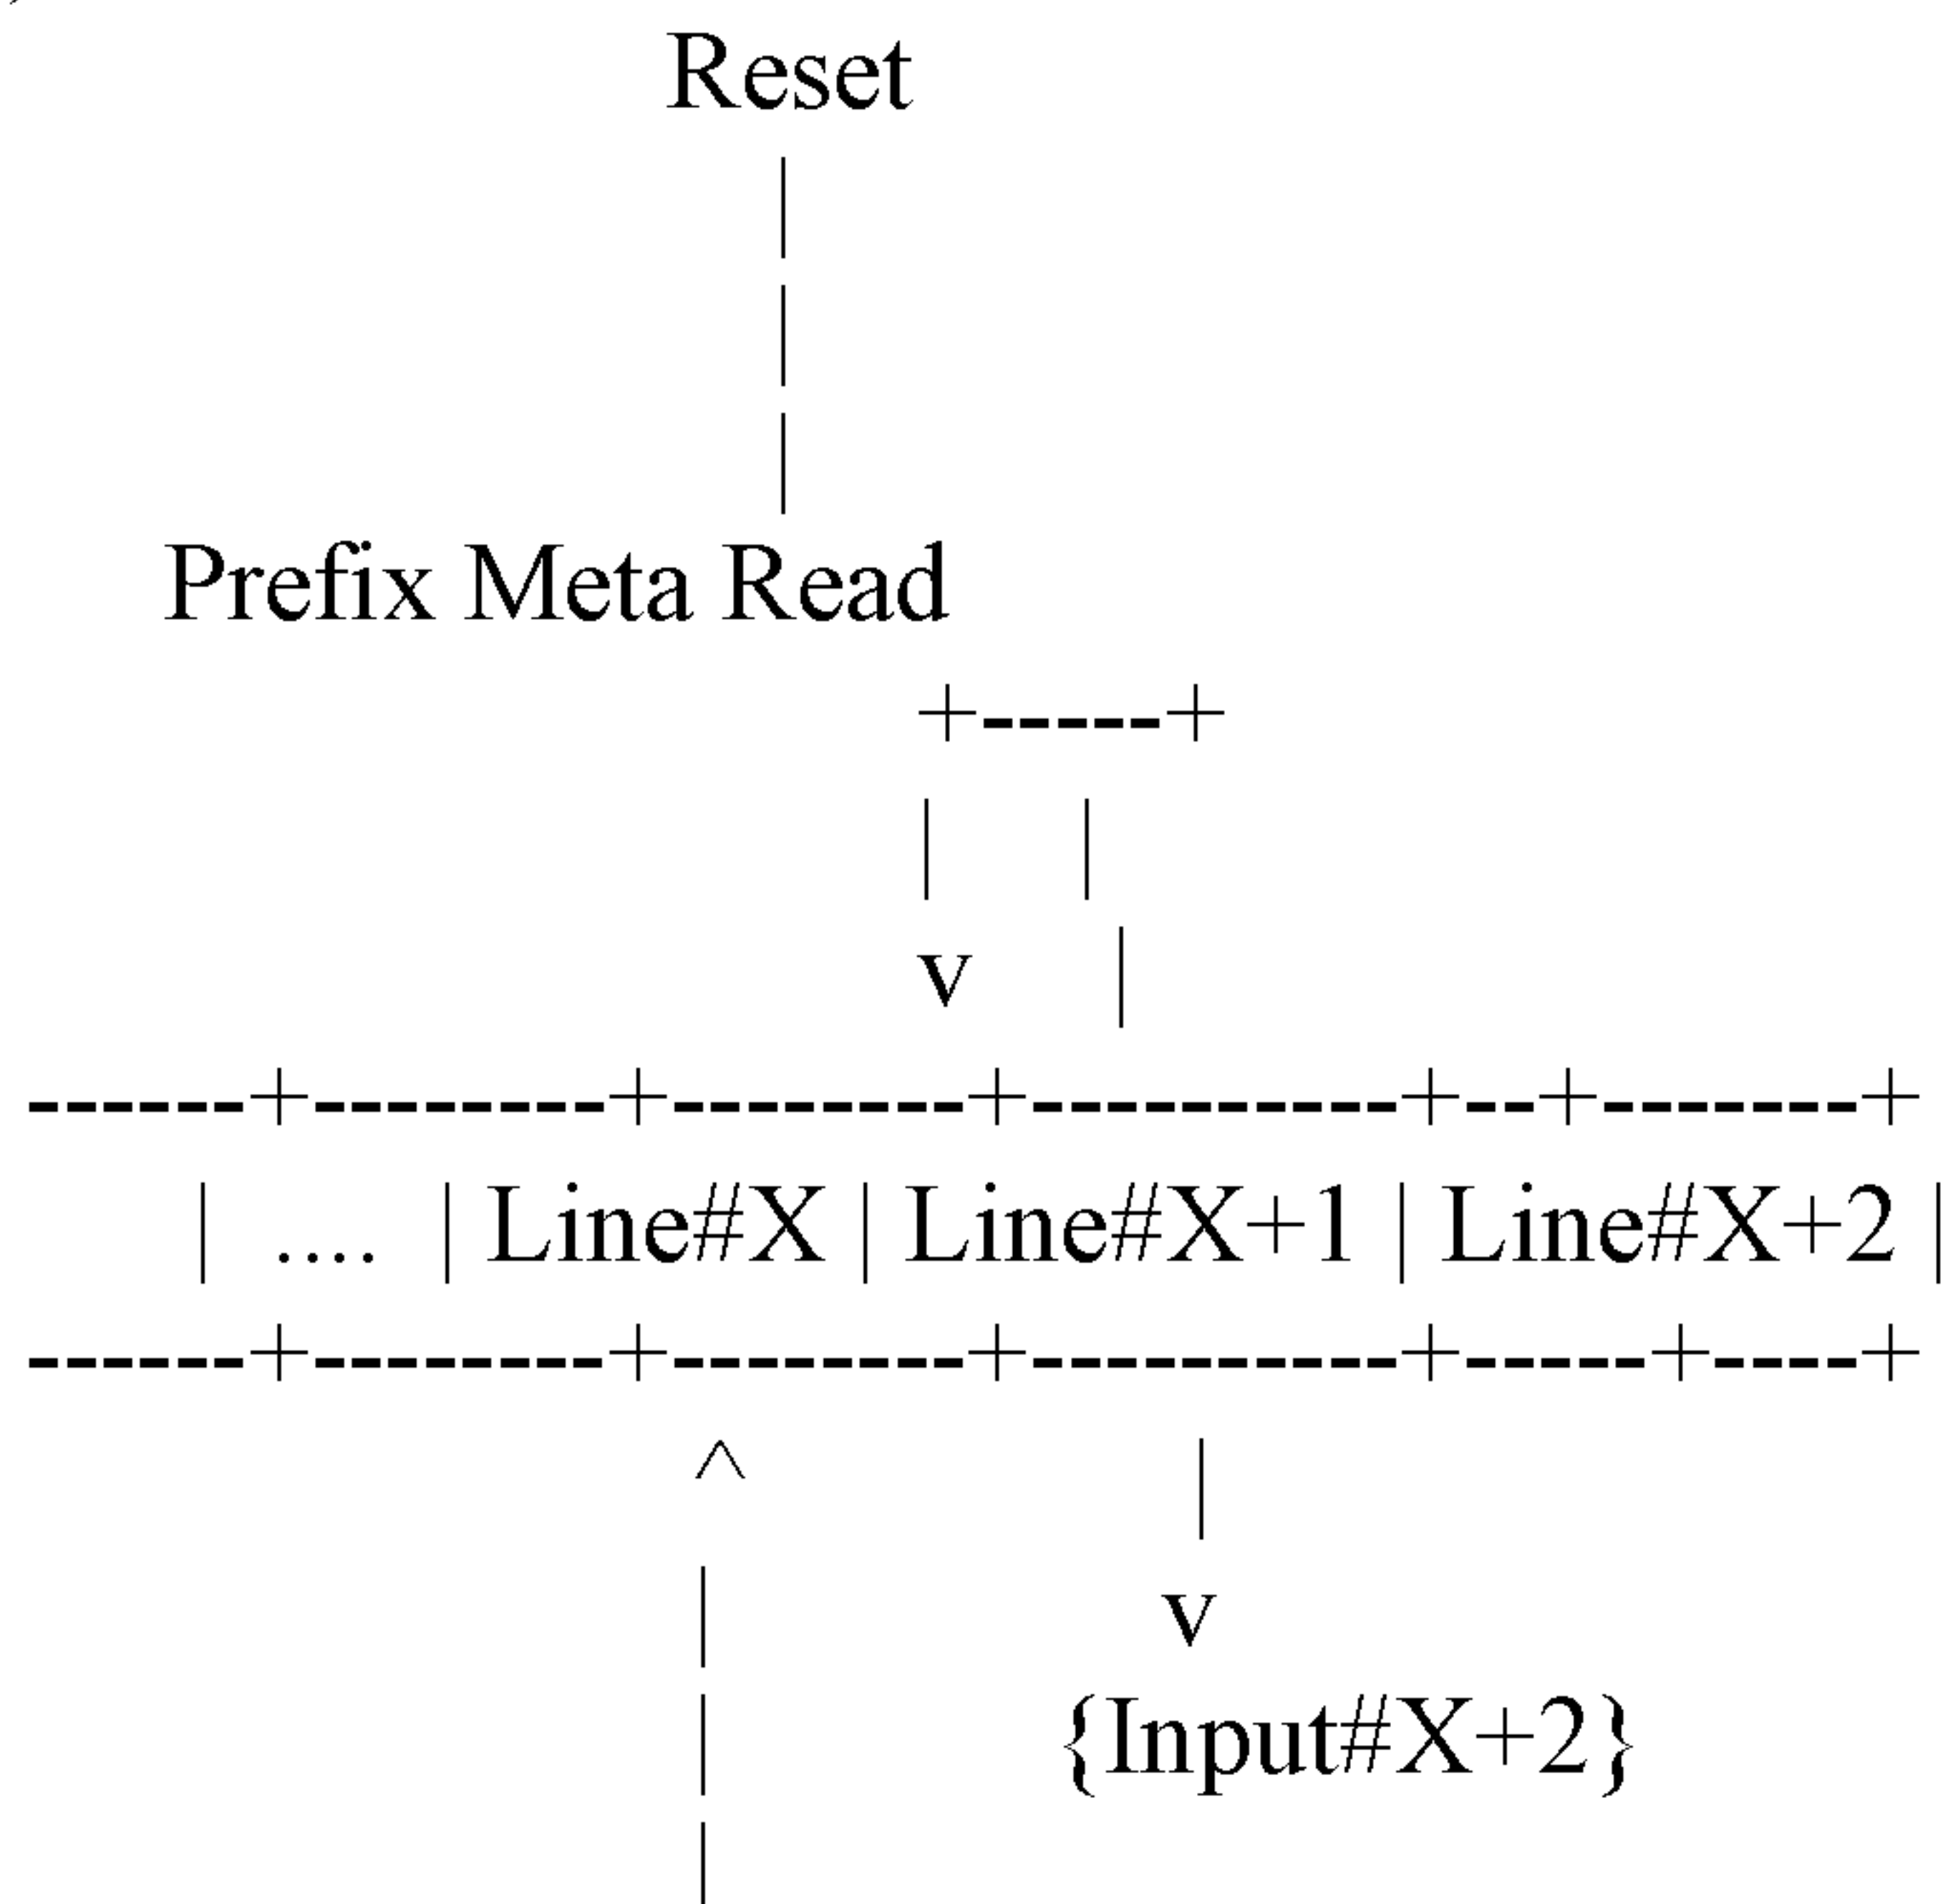 Reset
|
|
|
Prefix Meta Read
+-----+
| |
v |
------+--------+--------+----------+--+-------+
| .... | Line#X | Line#X+1 | Line#X+2 |
------+--------+--------+----------+-----+----+
^ |
| v
| {Input#X+2}
|